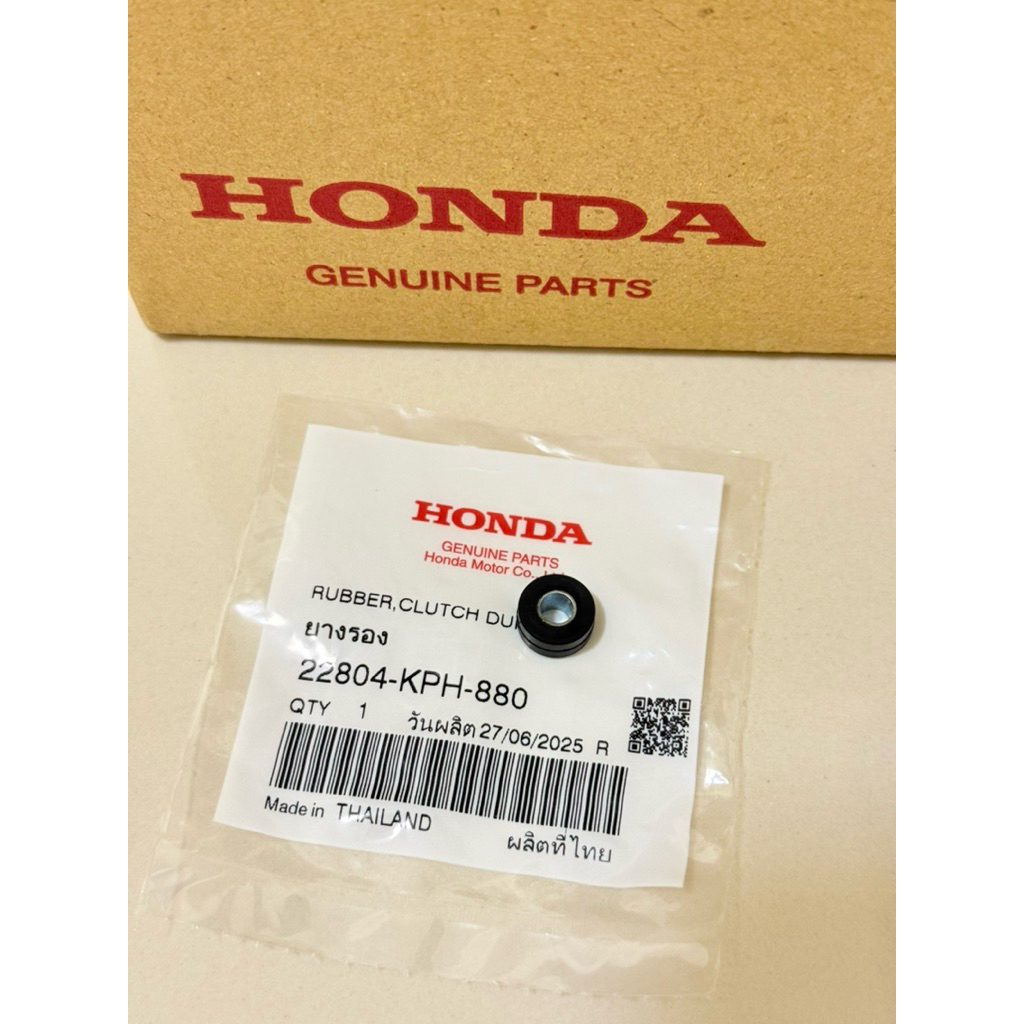 HONDA
GENUINE PARTS
HONDA
GENUINE PARTS
Honda Motor Co.,
RUBBER,CLUTCH
ยางรอง
22804-KPH-880
QTY 1 วันผลิต 27/06/2025 R
Made in THAILAND
ผลิตที่ไทย